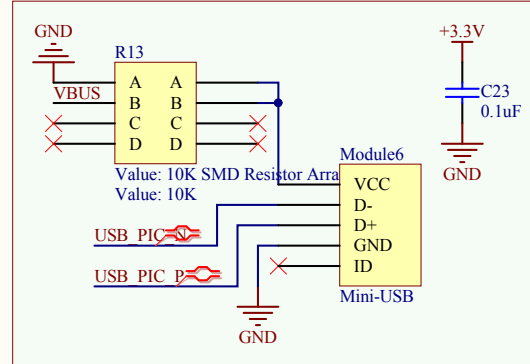 GND
R13
A A
VBUS B B
C C
D D
Value: 10K SMD Resistor Arra
Value: 10K
+3.3V
C23
0.1uF
GND
Module6
VCC
USB_PIC_N D-
D+
GND
USB_PIC_P ID
Mini-USB
GND